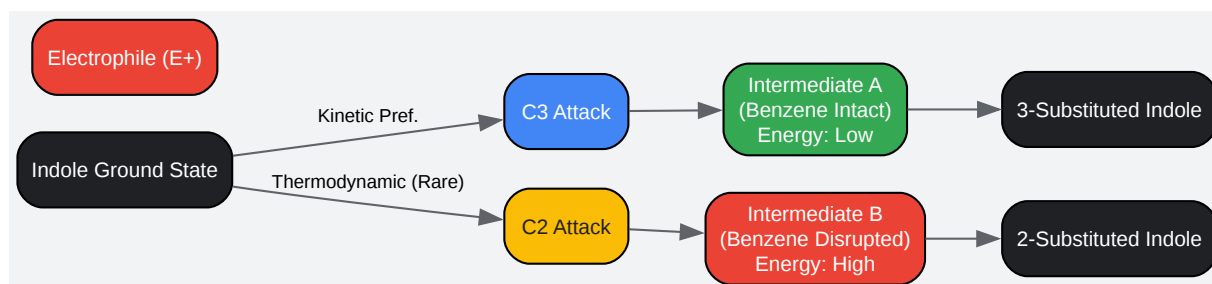 Electrophile (E+)
Indole Ground State
Kinetic Pref.
Thermodynamic (Rare)
C3 Attack
C2 Attack
Intermediate A
(Benzene Intact)
Energy: Low
Intermediate B
(Benzene Disrupted)
Energy: High
3-Substituted Indole
2-Substituted Indole